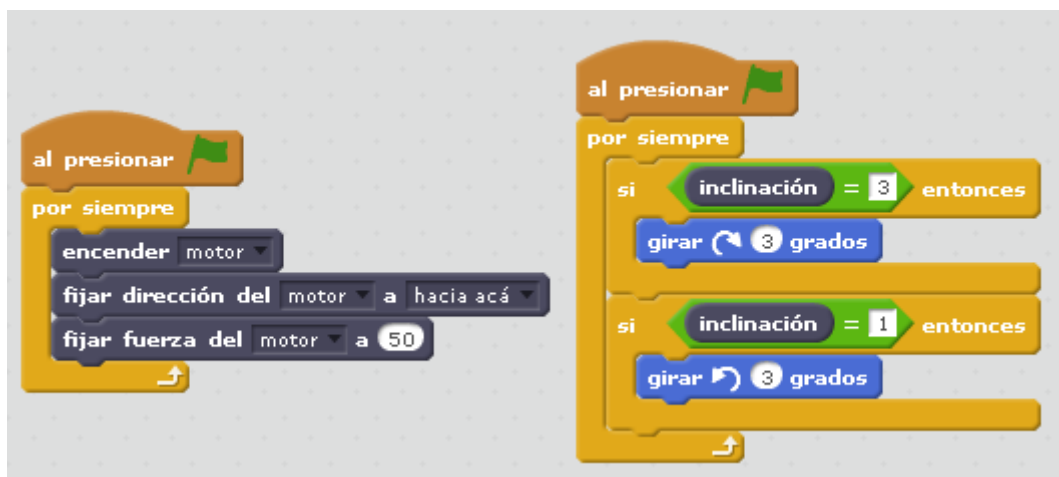 al presionar
por siempre
encender motor
fijar dirección del motor a hacia acá
fijar fuerza del motor a 50
al presionar
por siempre
si inclinación = 3 entonces
girar 3 grados
si inclinación = 1 entonces
girar 3 grados